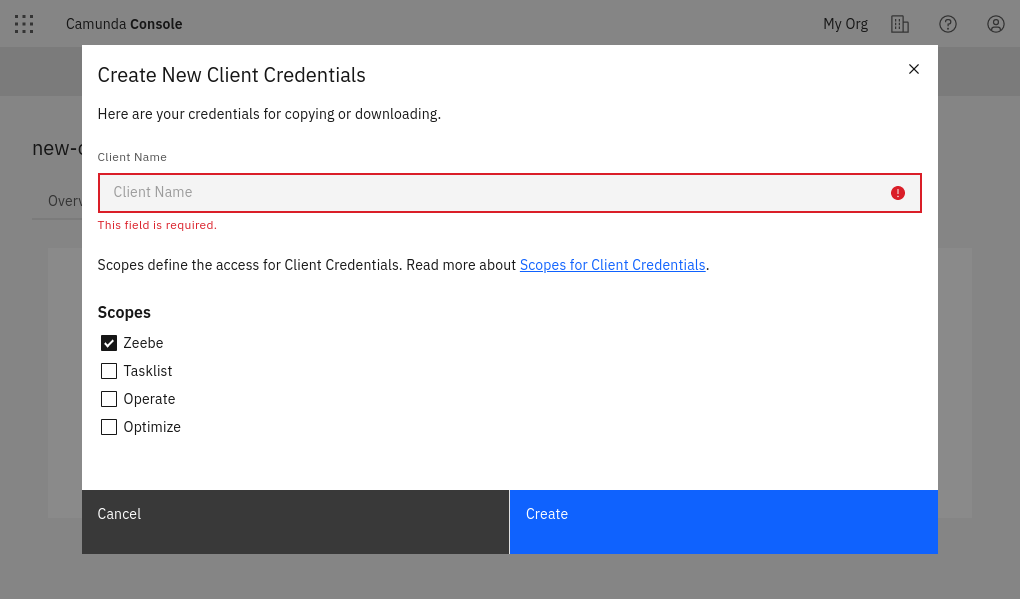 Camunda Console
My Org
Create New Client Credentials
Here are your credentials for copying or downloading.
new-
Client Name
Client Name
Overv
This field is required.
Scopes define the access for Client Credentials. Read more about Scopes for Client Credentials.
Scopes
Zeebe
Tasklist
Operate
Optimize
Cancel
Create